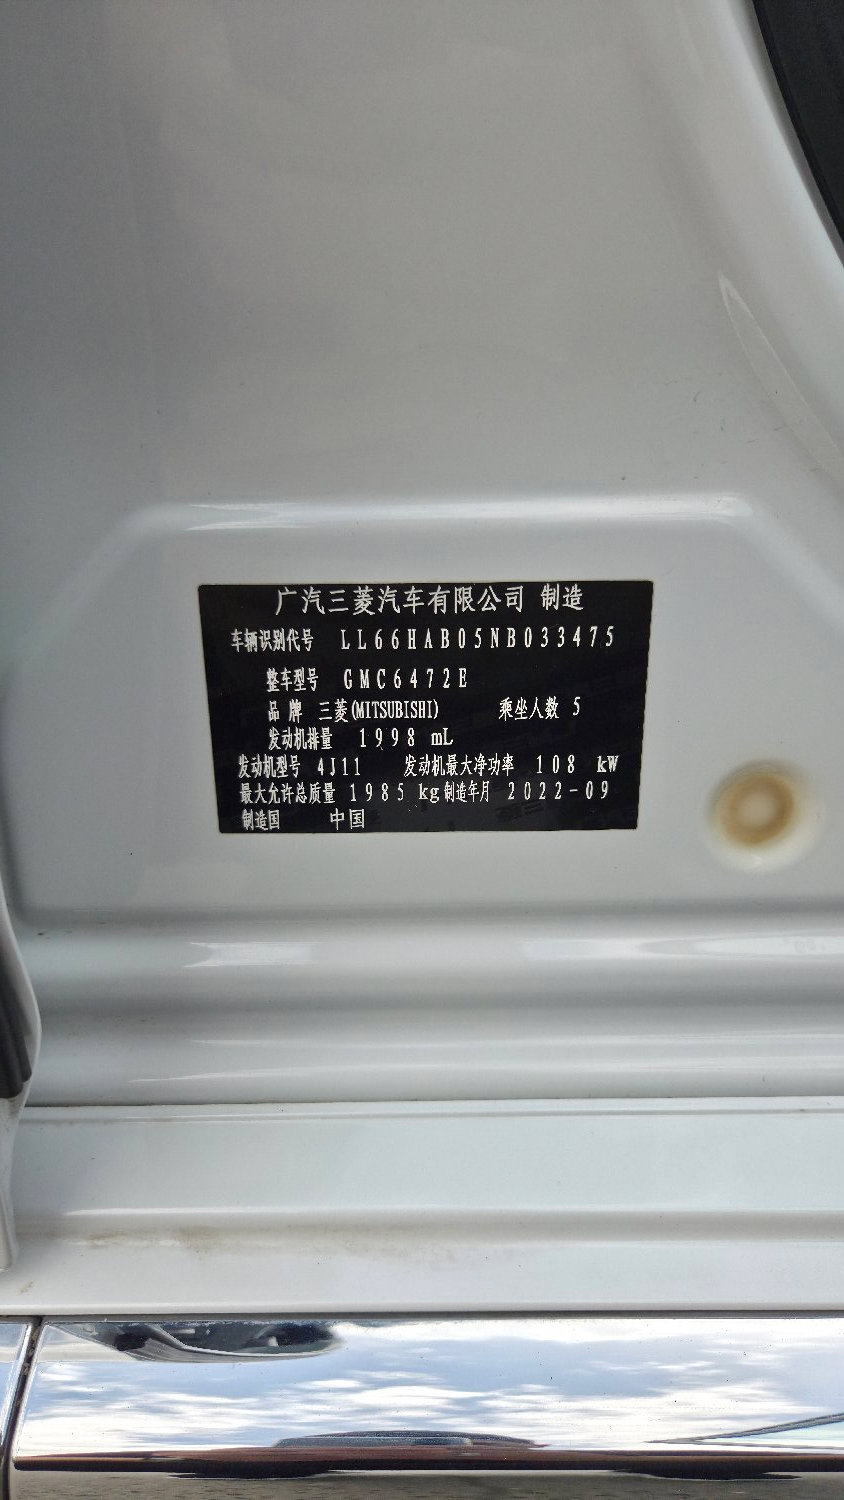 广汽三菱汽车有限公司 制造
车辆识别代号 LL66HAB05NB033475
整车型号 GMC6472E
品牌 三菱(MITSUBISHI) 乘坐人数 5
发动机排量 1998 mL
发动机型号 4J11 发动机最大净功率 108 kW
最大允许总质量 1985 kg 制造年月 2022-09
制造国 中国